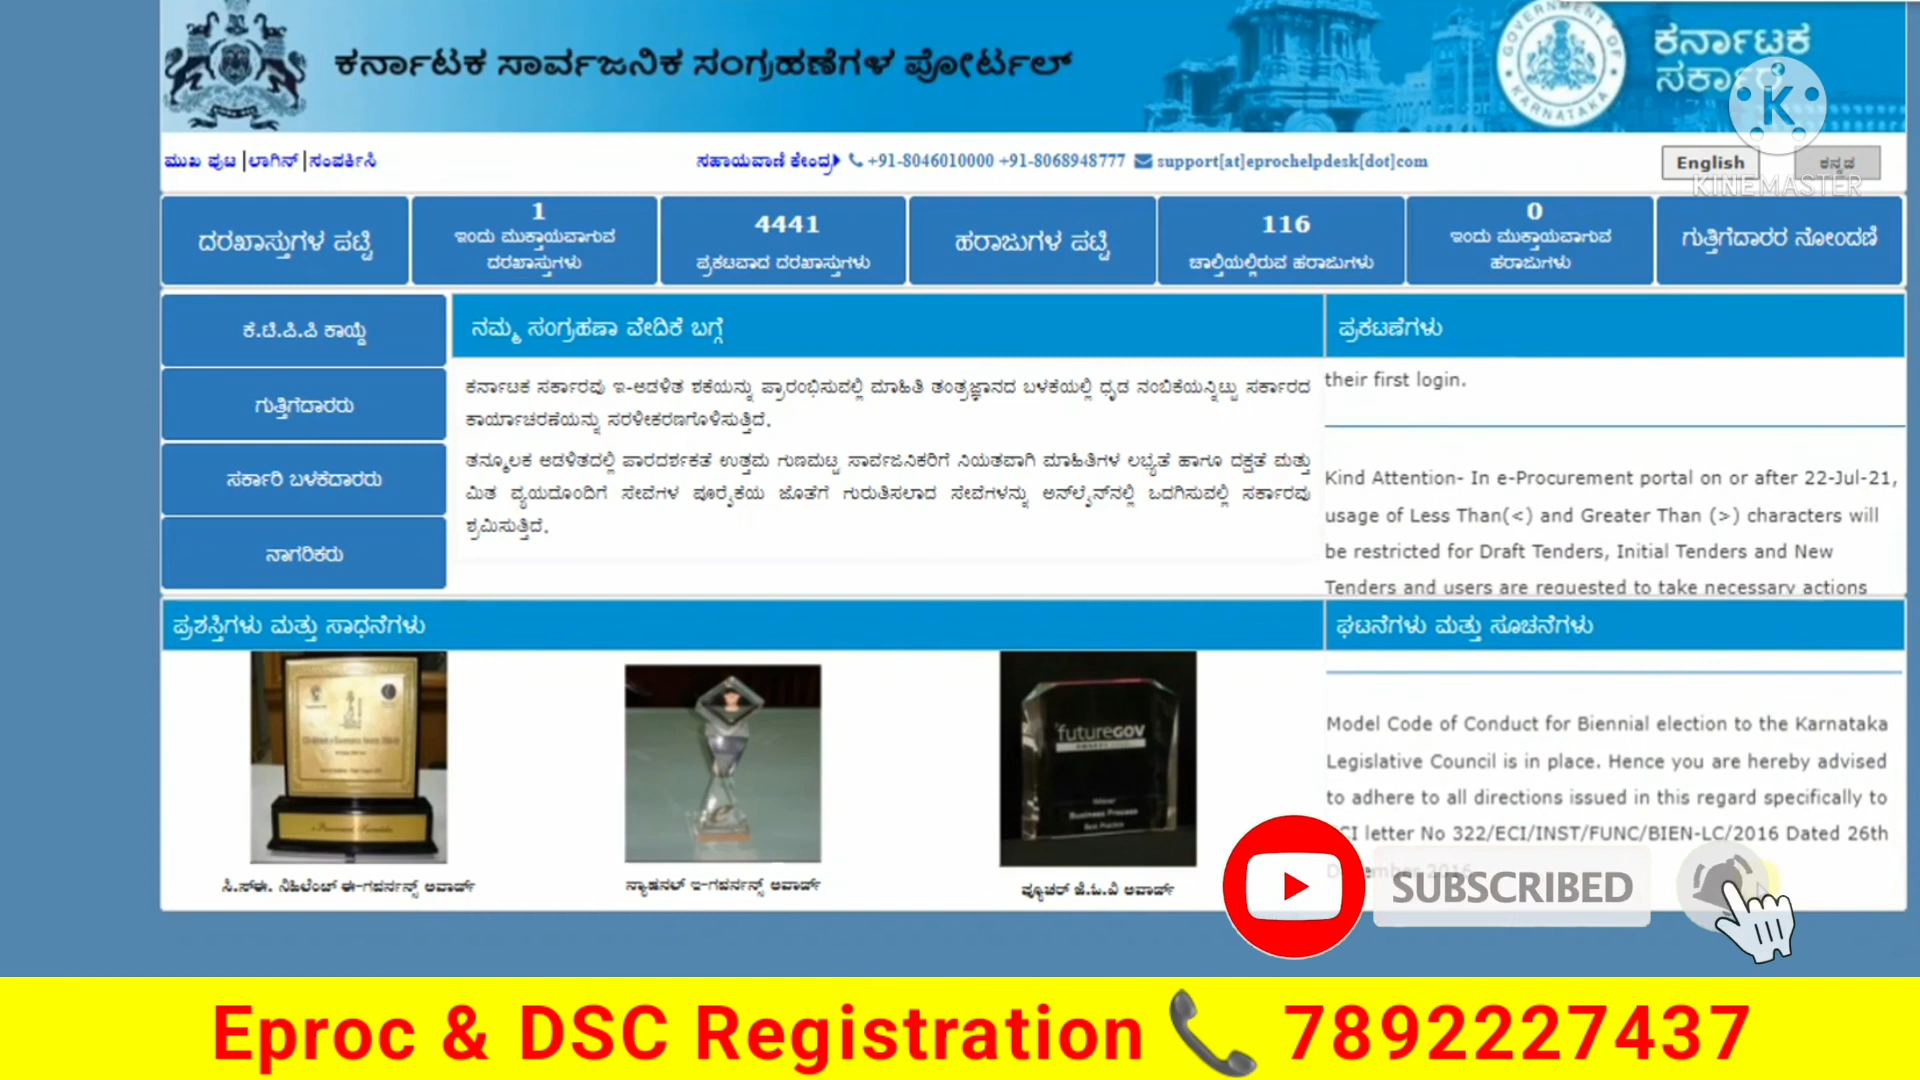 ಕರ್ನಾಟಕ ಸಾರ್ವಜನಿಕ ಸಂಗ್ರಹಣೆಗಳ ಪೋರ್ಟಲ್
GOVERNMENT OF KARNATAKA
ಕರ್ನಾಟಕ
ಸರ್ಕಾರ
K
KINEMASTER
ಮುಖ ಪುಟ | ಲಾಗಿನ್ | ಸಂಪರ್ಕಿಸಿ
ಸಹಾಯವಾಣಿ ಕೇಂದ್ರ +91-8046010000 +91-8068948777 support[at]eprochelpdesk[dot]com
English
ಕನ್ನಡ
ದರಖಾಸ್ತುಗಳ ಪಟ್ಟಿ
1
ಇಂದು ಮುಕ್ತಾಯವಾಗುವ
ದರಖಾಸ್ತುಗಳು
4441
ಪ್ರಕಟವಾದ ದರಖಾಸ್ತುಗಳು
ಹರಾಜುಗಳ ಪಟ್ಟಿ
116
ಚಾಲ್ತಿಯಲ್ಲಿರುವ ಹರಾಜುಗಳು
0
ಇಂದು ಮುಕ್ತಾಯವಾಗುವ
ಹರಾಜುಗಳು
ಗುತ್ತಿಗೆದಾರರ ನೋಂದಣಿ
ಕೆ.ಟಿ.ಪಿ.ಪಿ ಕಾಯ್ದೆ
ಗುತ್ತಿಗೆದಾರರು
ಸರ್ಕಾರಿ ಬಳಕೆದಾರರು
ನಾಗರಿಕರು
ನಮ್ಮ ಸಂಗ್ರಹಣಾ ವೇದಿಕೆ ಬಗ್ಗೆ
ಕರ್ನಾಟಕ ಸರ್ಕಾರವು ಇ-ಆಡಳಿತ ಶಕೆಯನ್ನು ಪ್ರಾರಂಭಿಸುವಲ್ಲಿ ಮಾಹಿತಿ ತಂತ್ರಜ್ಞಾನದ ಬಳಕೆಯಲ್ಲಿ ಧೃಡ ನಂಬಿಕೆಯನ್ನಿಟ್ಟು ಸರ್ಕಾರದ
ಕಾರ್ಯಾಚರಣೆಯನ್ನು ಸರಳೀಕರಣಗೊಳಿಸುತ್ತಿದೆ.
ತನ್ಮೂಲಕ ಆಡಳಿತದಲ್ಲಿ ಪಾರದರ್ಶಕತೆ ಉತ್ತಮ ಗುಣಮಟ್ಟ ಸಾರ್ವಜನಿಕರಿಗೆ ನಿಯತವಾಗಿ ಮಾಹಿತಿಗಳ ಲಭ್ಯತೆ ಹಾಗೂ ದಕ್ಷತೆ ಮತ್ತು
ಮಿತ ವ್ಯಯದೊಂದಿಗೆ ಸೇವೆಗಳ ಪೂರೈಕೆಯ ಜೊತೆಗೆ ಗುರುತಿಸಲಾದ ಸೇವೆಗಳನ್ನು ಅನ್‌ಲೈನ್‌ನಲ್ಲಿ ಒದಗಿಸುವಲ್ಲಿ ಸರ್ಕಾರವು
ಶ್ರಮಿಸುತ್ತಿದೆ.
ಪ್ರಕಟಣೆಗಳು
their first login.
Kind Attention- In e-Procurement portal on or after 22-Jul-21,
usage of Less Than(<) and Greater Than (>) characters will
be restricted for Draft Tenders, Initial Tenders and New
Tenders and users are requested to take necessary actions
ಪ್ರಶಸ್ತಿಗಳು ಮತ್ತು ಸಾಧನೆಗಳು
futureGOV
Winner
Business Process
ಸಿ.ಸ್ಈ. ನಿಹಿಲೆಂಟ್ ಈ-ಗವರ್ನನ್ಸ್ ಅವಾರ್ಡ್
ನ್ಯಾಷನಲ್ ಇ-ಗವರ್ನನ್ಸ್ ಅವಾರ್ಡ್
ಫ್ಯೂಚರ್ ಜಿ.ಓ.ವಿ ಅವಾರ್ಡ್
ಘಟನೆಗಳು ಮತ್ತು ಸೂಚನೆಗಳು
Model Code of Conduct for Biennial election to the Karnataka
Legislative Council is in place. Hence you are hereby advised
to adhere to all directions issued in this regard specifically to
letter No 322/ECI/INST/FUNC/BIEN-LC/2016 Dated 26th
2016
SUBSCRIBED
Eproc & DSC Registration 7892227437